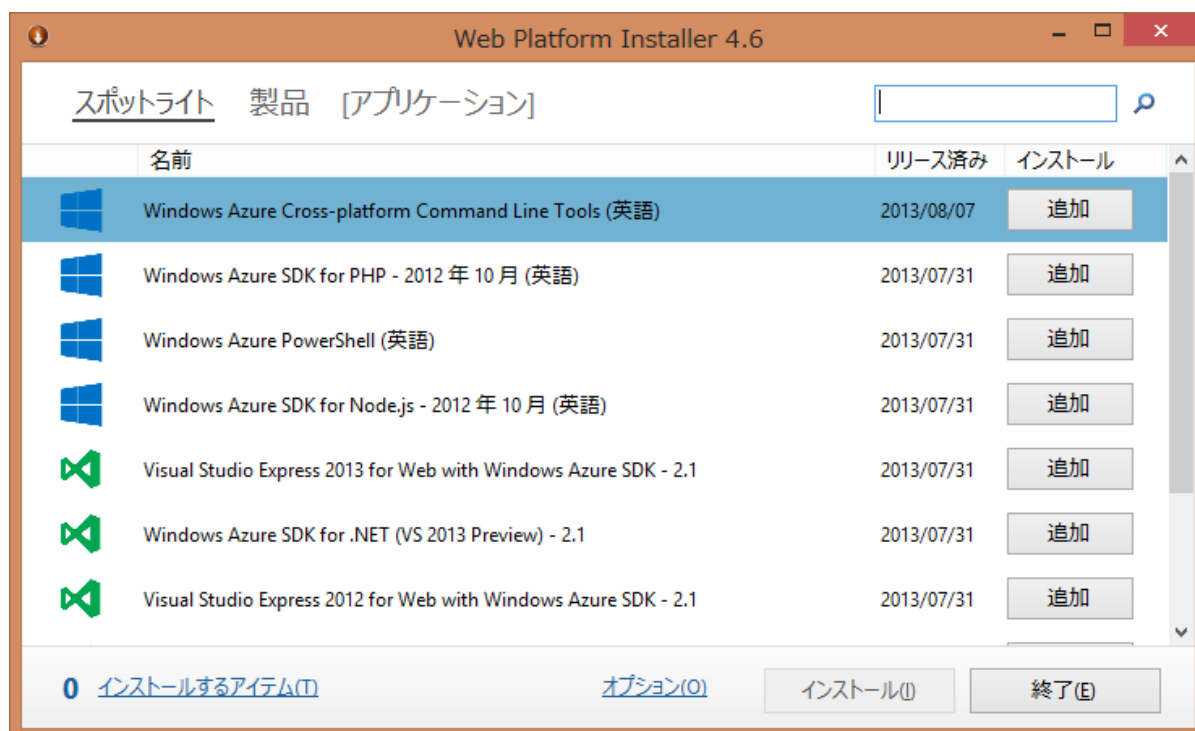 Web Platform Installer 4.6
スポットライト 製品 [アプリケーション]
名前 リリース済み インストール
Windows Azure Cross-platform Command Line Tools (英語) 2013/08/07 追加
Windows Azure SDK for PHP - 2012 年 10 月 (英語) 2013/07/31 追加
Windows Azure PowerShell (英語) 2013/07/31 追加
Windows Azure SDK for Node.js - 2012 年 10 月 (英語) 2013/07/31 追加
Visual Studio Express 2013 for Web with Windows Azure SDK - 2.1 2013/07/31 追加
Windows Azure SDK for .NET (VS 2013 Preview) - 2.1 2013/07/31 追加
Visual Studio Express 2012 for Web with Windows Azure SDK - 2.1 2013/07/31 追加
0 インストールするアイテム(T) オプション(O) インストール(I) 終了(E)